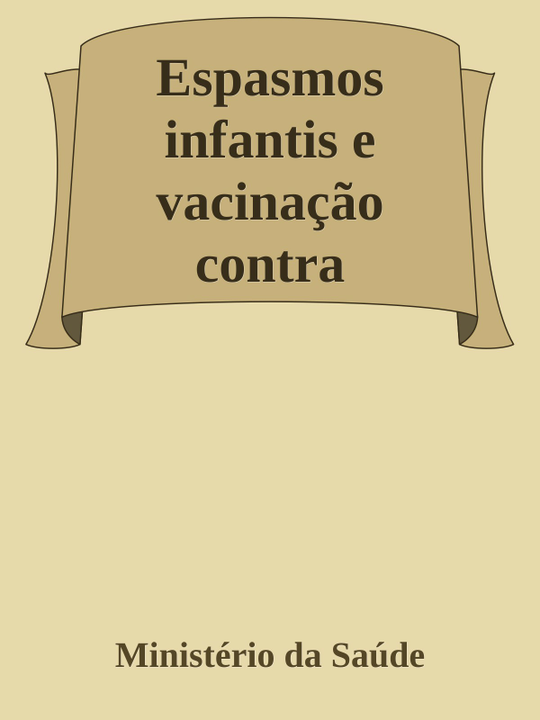 Espasmos
infantis e
vacinação
contra
Ministério da Saúde